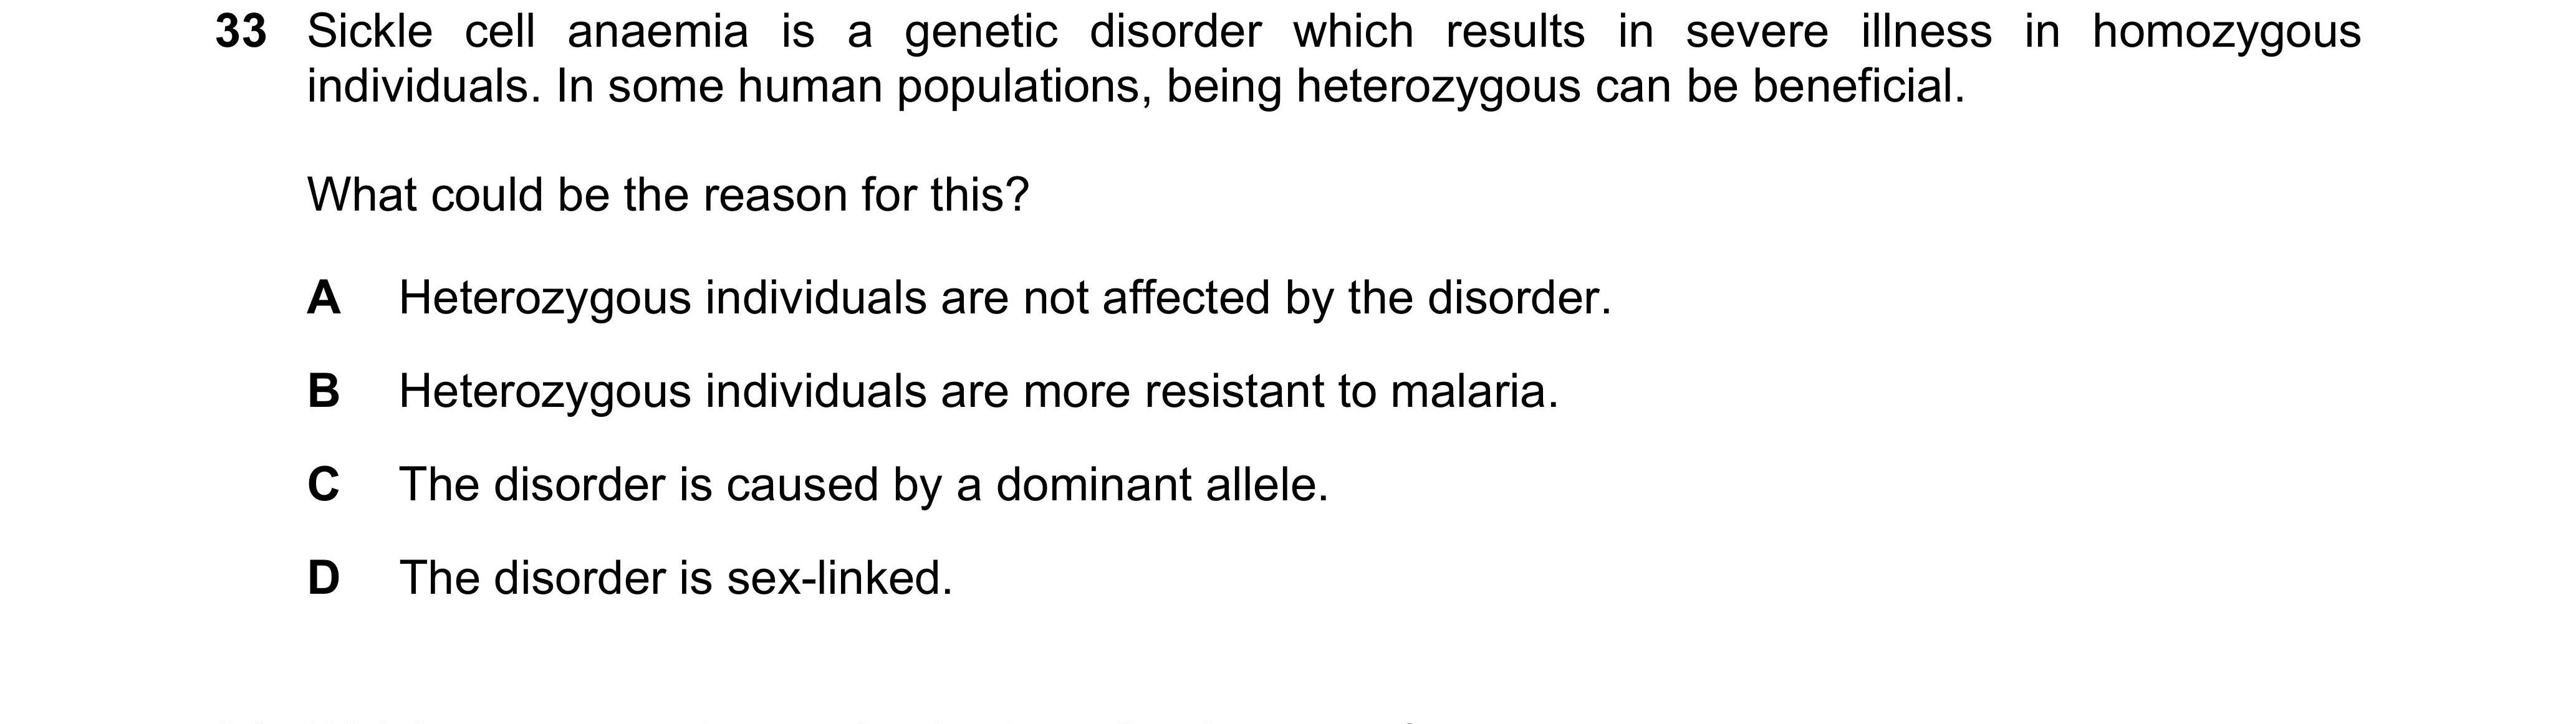 33 Sickle cell anaemia is a genetic disorder which results in severe illness in homozygous
individuals. In some human populations, being heterozygous can be beneficial.
What could be the reason for this?
A Heterozygous individuals are not affected by the disorder.
B Heterozygous individuals are more resistant to malaria.
C The disorder is caused by a dominant allele.
D The disorder is sex-linked.